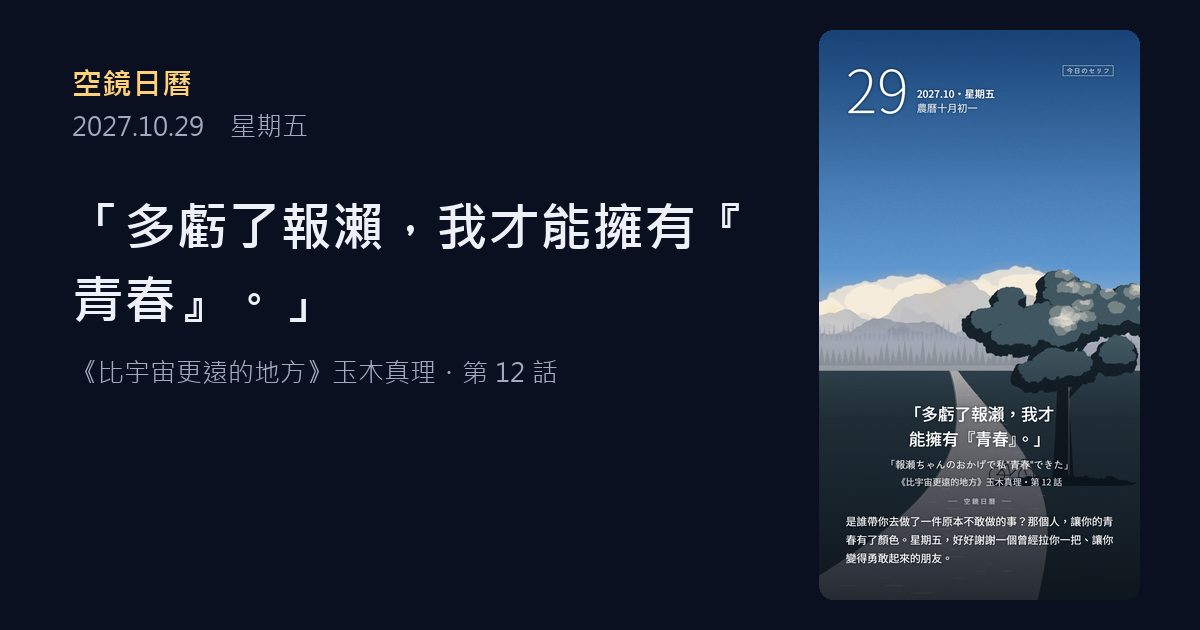 空鏡日曆
2027.10.29 星期五
「多虧了報瀨，我才能擁有『
青春』。」
《比宇宙更遠的地方》玉木真理·第 12 話
29
2027.10・星期五
農曆十月初一
今日のセリフ
「多虧了報瀨，我才
能擁有『青春』。」
「報瀬ちゃんのおかげで私"青春"できた」
《比宇宙更遠的地方》玉木真理・第 12 話
— 空鏡日曆 —
是誰帶你去做了一件原本不敢做的事？那個人，讓你的青
春有了顏色。星期五，好好謝謝一個曾經拉你一把、讓你
變得勇敢起來的朋友。